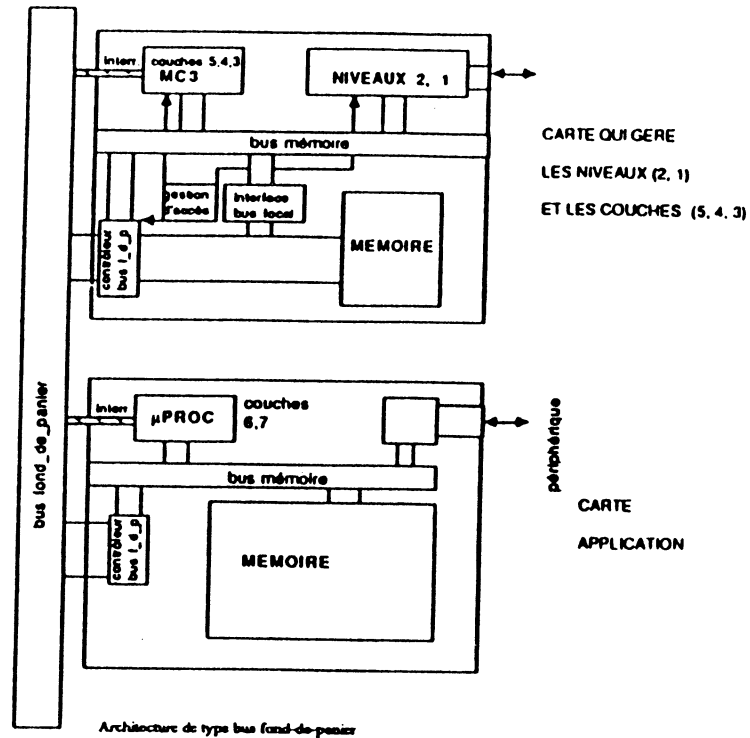 interr.
couches 5,4,3
MC3
NIVEAUX 2, 1
bus mémoire
gestion
d'accès
interface
bus local
contrôleur
bus f_d_p
MEMOIRE
CARTE QUI GERE
LES NIVEAUX (2, 1)
ET LES COUCHES (5, 4, 3)
bus fond_de_panier
interr
µPROC
couches
6,7
bus mémoire
contrôleur
bus f_d_p
MEMOIRE
périphérique
CARTE
APPLICATION
Architecture de type bus fond-de-panier